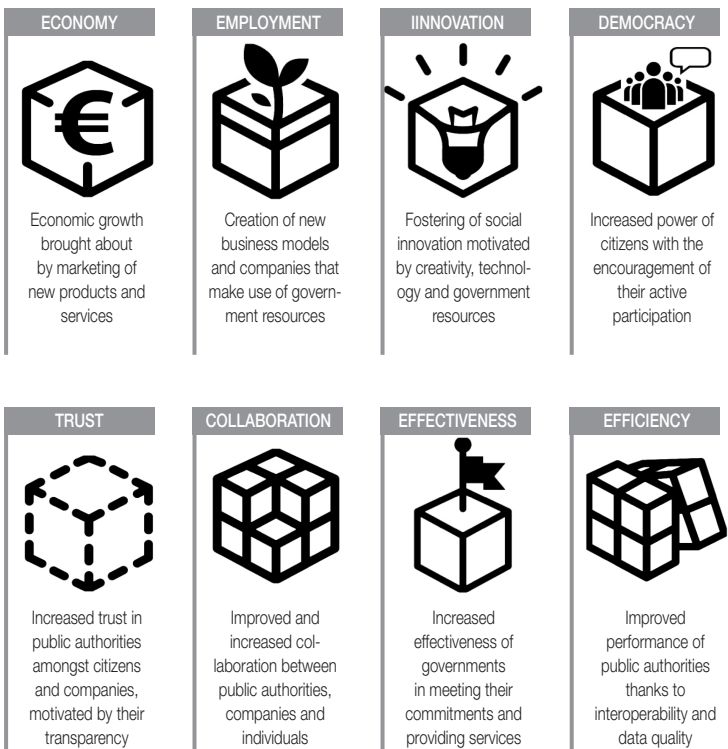 ECONOMY
€
Economic growth
brought about
by marketing of
new products and
services
EMPLOYMENT
Creation of new
business models
and companies that
make use of govern-
ment resources
IINNOVATION
Fostering of social
innovation motivated
by creativity, technol-
ogy and government
resources
DEMOCRACY
Increased power of
citizens with the
encouragement of
their active
participation
TRUST
Increased trust in
public authorities
amongst citizens
and companies,
motivated by their
transparency
COLLABORATION
Improved and
increased col-
laboration between
public authorities,
companies and
individuals
EFFECTIVENESS
Increased
effectiveness of
governments
in meeting their
commitments and
providing services
EFFICIENCY
Improved
performance of
public authorities
thanks to
interoperability and
data quality